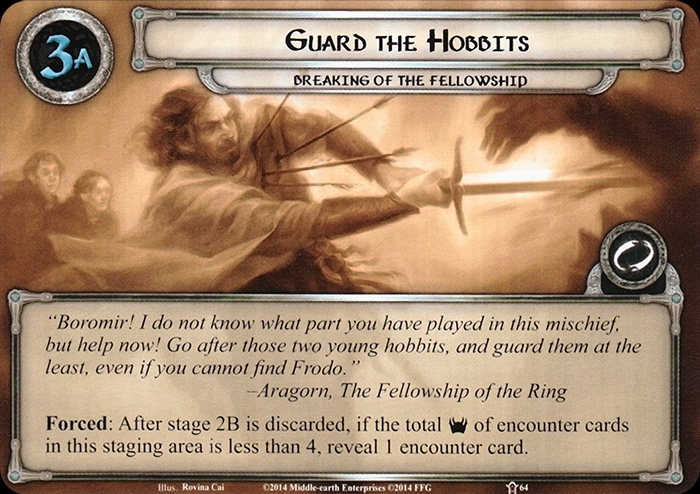 3A
GUARD THE HOBBITS
BREAKING OF THE FELLOWSHIP
“Boromir! I do not know what part you have played in this mischief,
but help now! Go after those two young hobbits, and guard them at the
least, even if you cannot find Frodo.”
–Aragorn, The Fellowship of the Ring
Forced: After stage 2B is discarded, if the total of encounter cards
in this staging area is less than 4, reveal 1 encounter card.
Illus. Rovina Cai ©2014 Middle-earth Enterprises ©2014 FFG 64